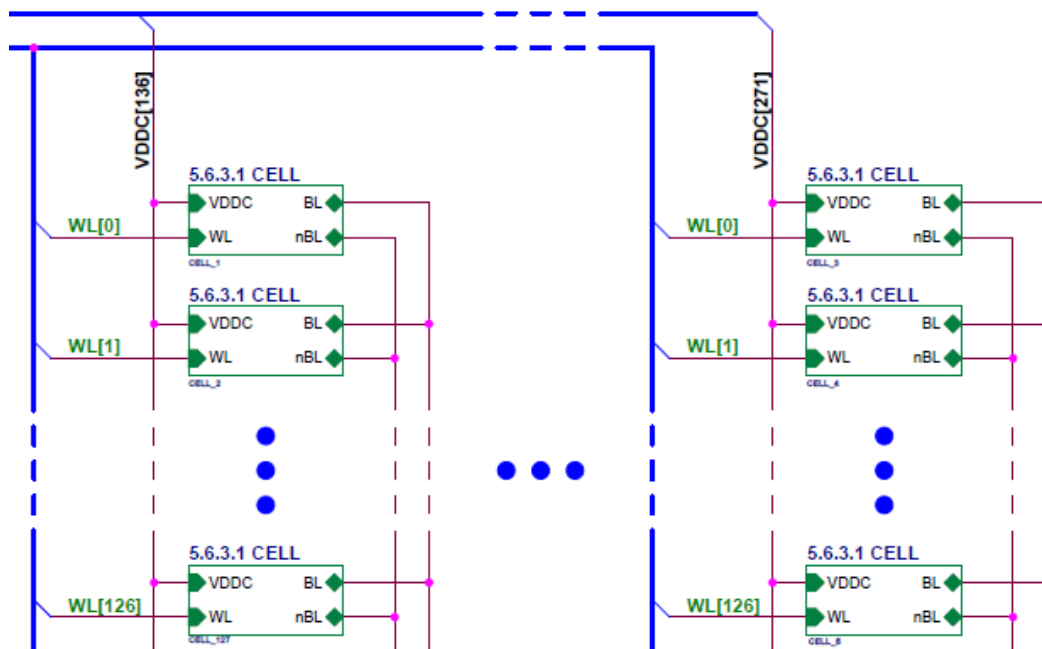 VDDC[136]
VDDC[271]
5.6.3.1 CELL
VDDC BL
WL[0] WL nBL
CELL_1
5.6.3.1 CELL
VDDC BL
WL[0] WL nBL
CELL_3
5.6.3.1 CELL
VDDC BL
WL[1] WL nBL
CELL_2
5.6.3.1 CELL
VDDC BL
WL[1] WL nBL
CELL_4
5.6.3.1 CELL
VDDC BL
WL[126] WL nBL
CELL_127
5.6.3.1 CELL
VDDC BL
WL[126] WL nBL
CELL_5